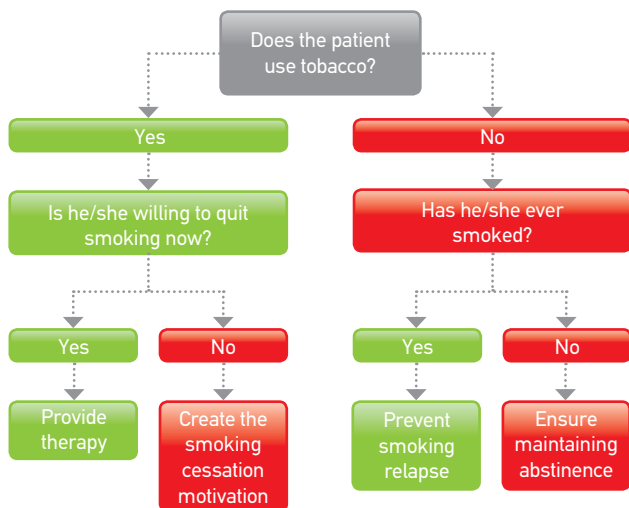 Does the patient
use tobacco?
Yes
No
Is he/she willing to quit
smoking now?
Has he/she ever
smoked?
Yes
No
Yes
No
Provide
therapy
Create the
smoking
cessation
motivation
Prevent
smoking
relapse
Ensure
maintaining
abstinence